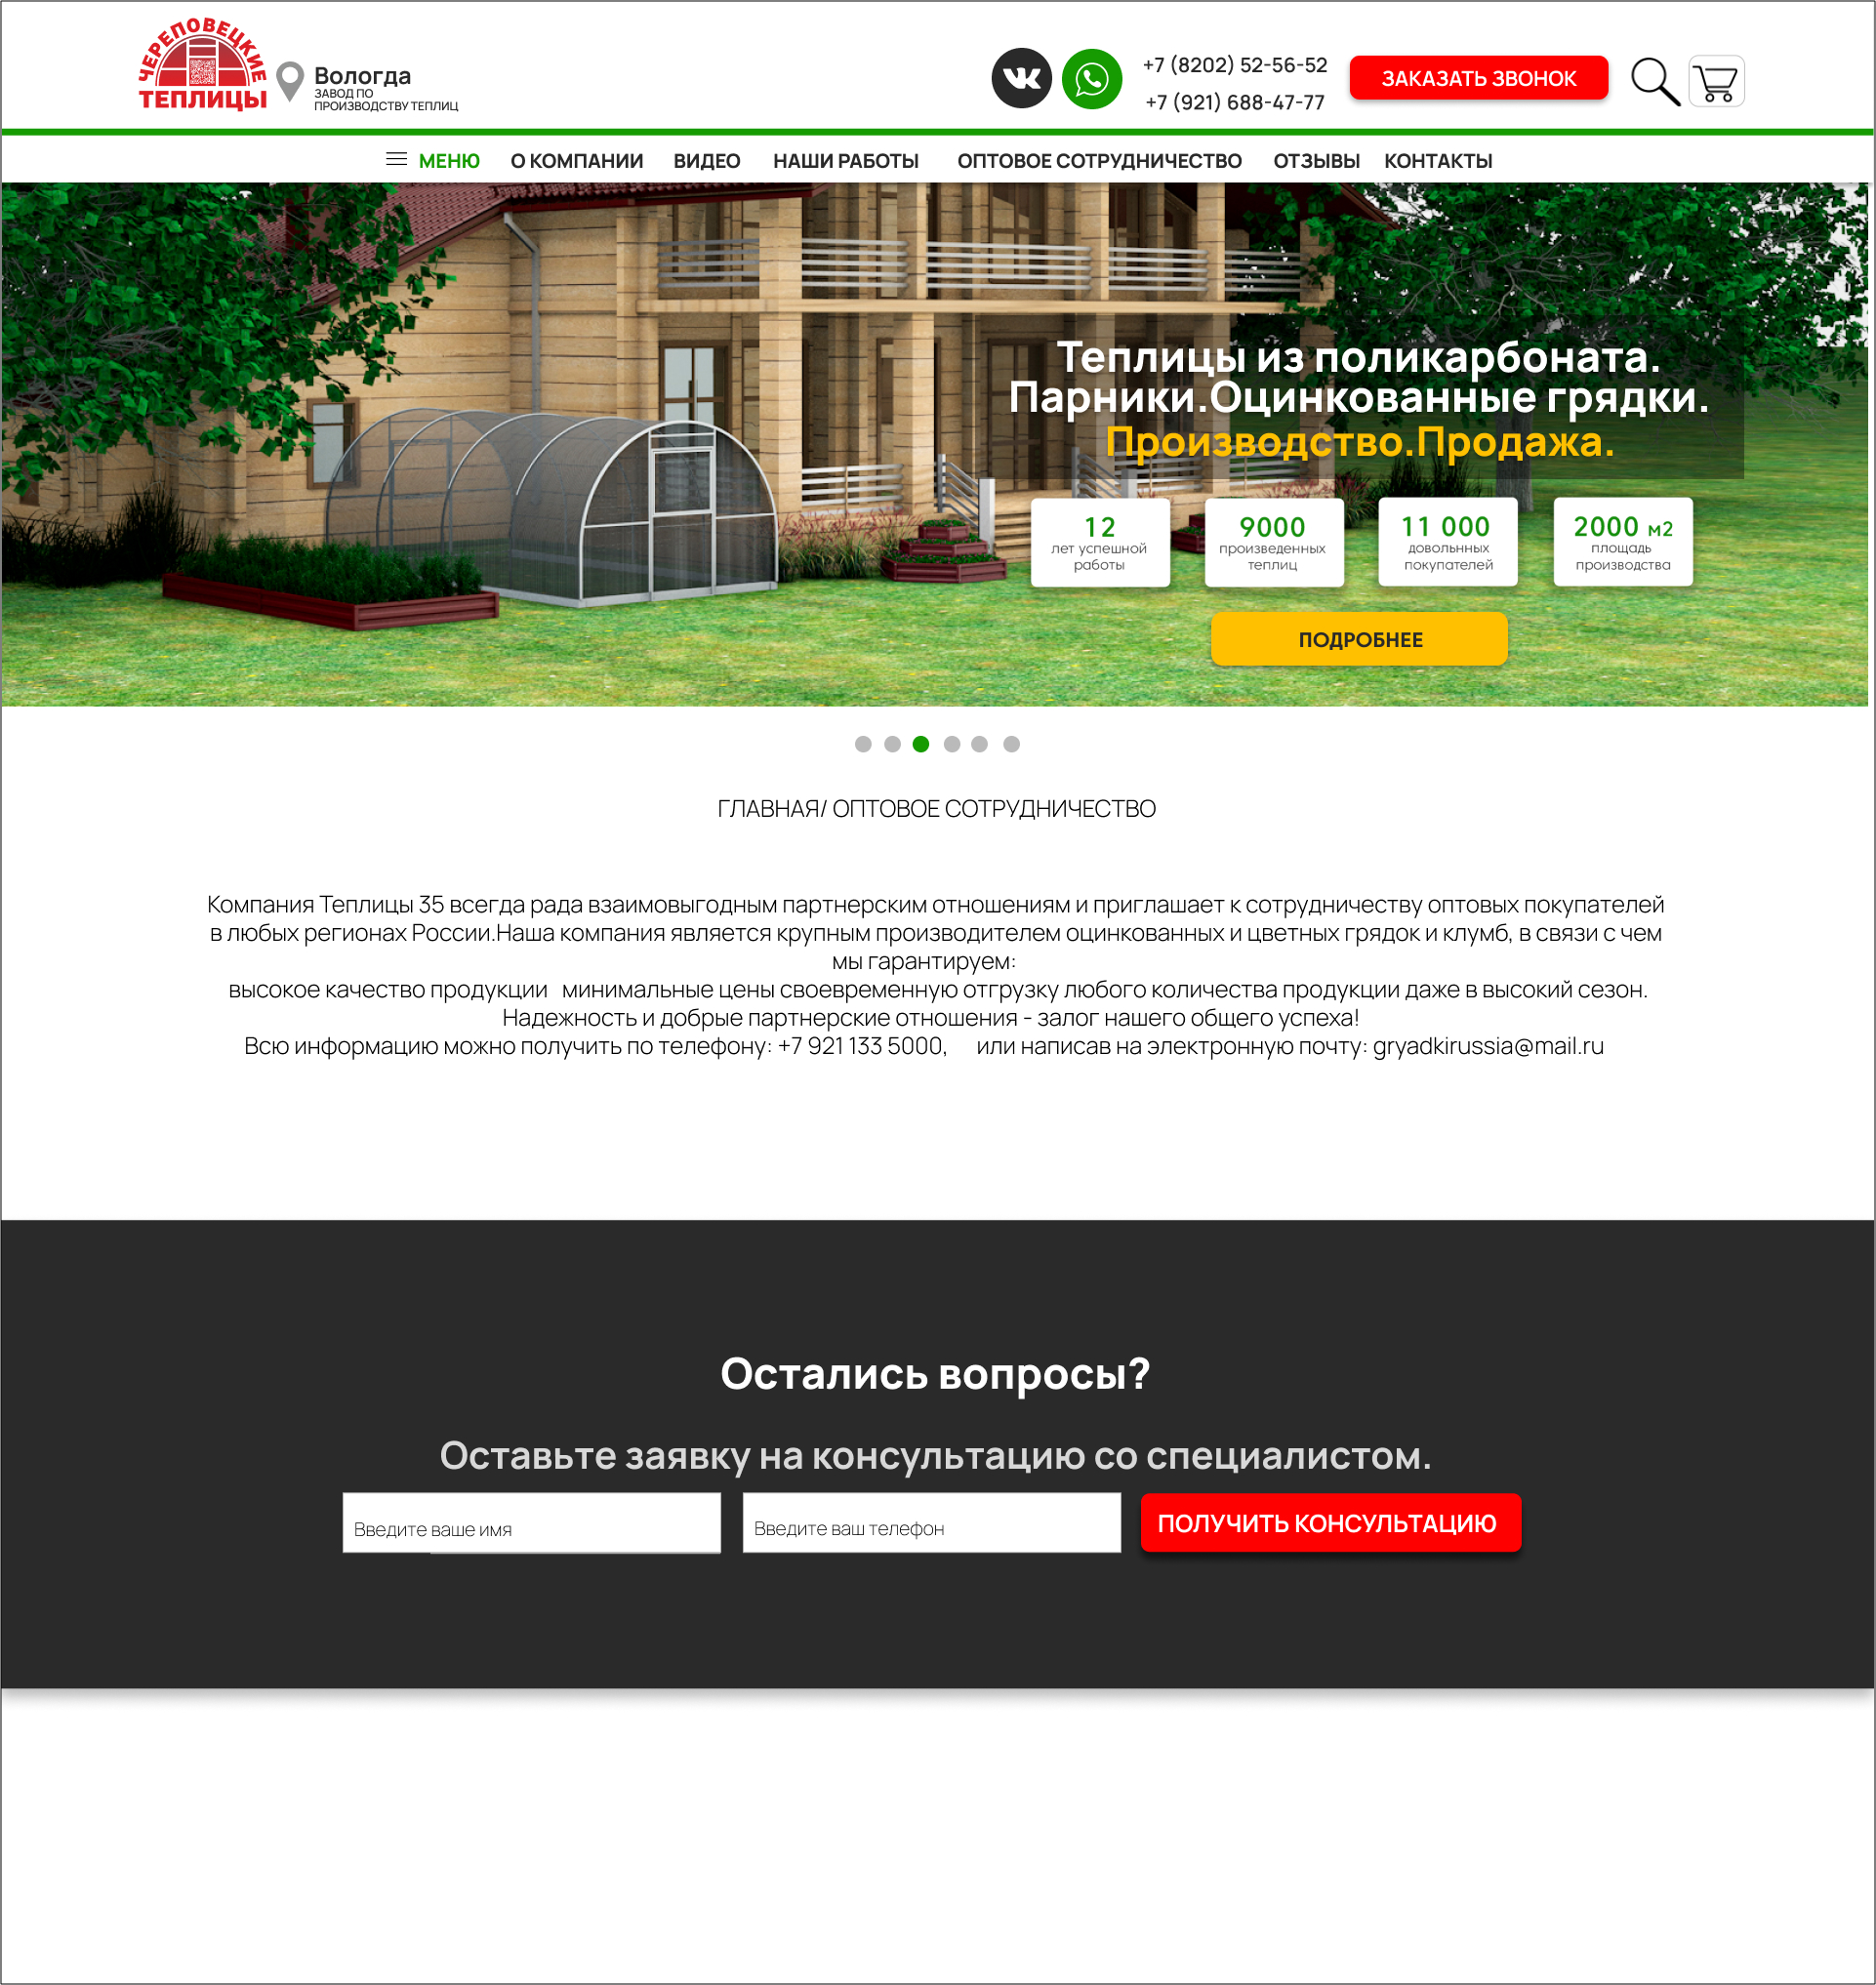 ЧЕРЕПОВЕЦКИЕ
ТЕПЛИЦЫ
Вологда
ЗАВОД ПО
ПРОИЗВОДСТВУ ТЕПЛИЦ
+7 (8202) 52-56-52
+7 (921) 688-47-77
ЗАКАЗАТЬ ЗВОНОК
МЕНЮ О КОМПАНИИ ВИДЕО НАШИ РАБОТЫ ОПТОВОЕ СОТРУДНИЧЕСТВО ОТЗЫВЫ КОНТАКТЫ
Теплицы из поликарбоната.
Парники.Оцинкованные грядки.
Производство.Продажа.
12
лет успешной
работы
9000
произведенных
теплиц
11 000
довольнных
покупателей
2000 м2
площадь
производства
ПОДРОБНЕЕ
ГЛАВНАЯ/ ОПТОВОЕ СОТРУДНИЧЕСТВО
Компания Теплицы 35 всегда рада взаимовыгодным партнерским отношениям и приглашает к сотрудничеству оптовых покупателей
в любых регионах России.Наша компания является крупным производителем оцинкованных и цветных грядок и клумб, в связи с чем
мы гарантируем:
высокое качество продукции минимальные цены своевременную отгрузку любого количества продукции даже в высокий сезон.
Надежность и добрые партнерские отношения - залог нашего общего успеха!
Всю информацию можно получить по телефону: +7 921 133 5000, или написав на электронную почту: gryadkirussia@mail.ru
Остались вопросы?
Оставьте заявку на консультацию со специалистом.
Введите ваше имя
Введите ваш телефон
ПОЛУЧИТЬ КОНСУЛЬТАЦИЮ